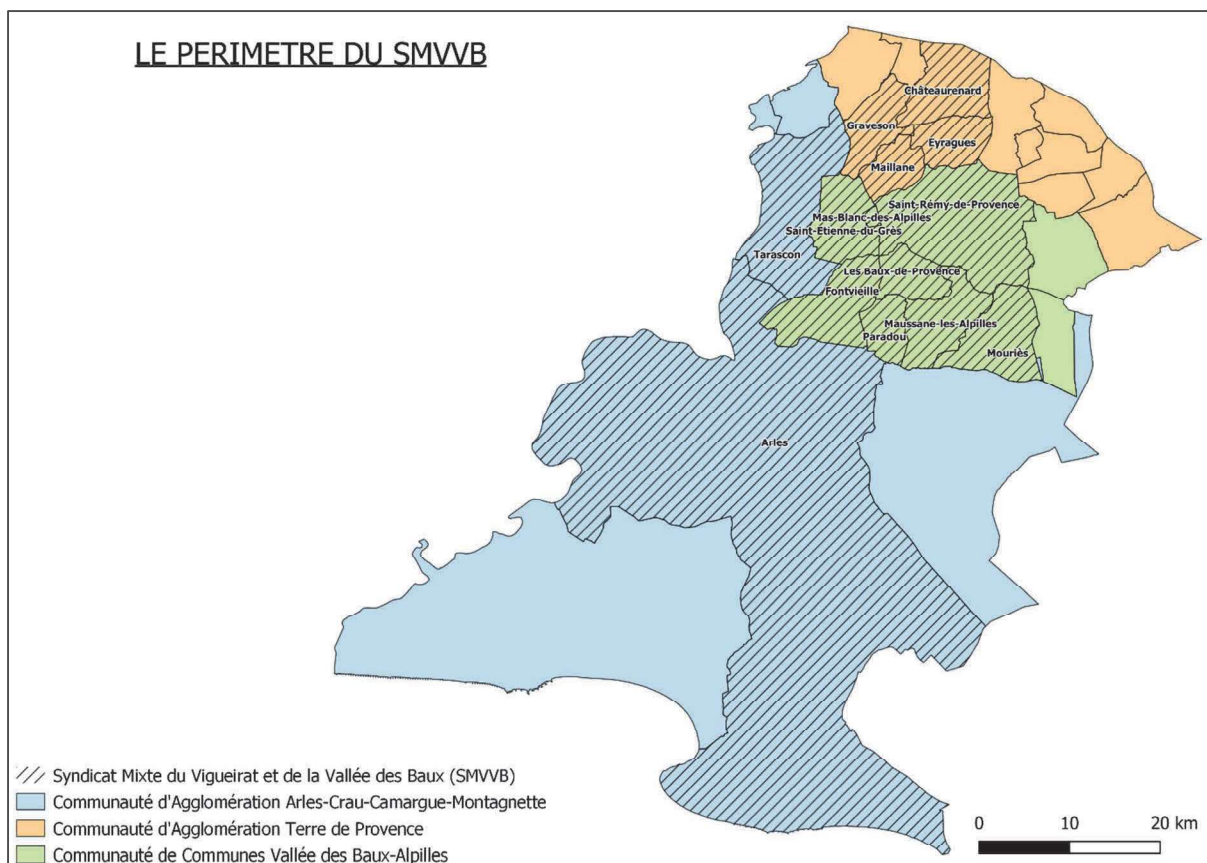 LE PERIMETRE DU SMVVB
Châteaurenard
Graveson
Eyragues
Maillane
Saint-Rémy-de-Provence
Mas-Blanc-des-Alpilles
Saint-Etienne-du-Grès
Tarascon
Les Baux-de-Provence
Fontvieille
Maussane-les-Alpilles
Paradou
Mouriès
Arles
Syndicat Mixte du Vigueirat et de la Vallée des Baux (SMVVB)
Communauté d'Agglomération Arles-Crau-Camargue-Montagnette
Communauté d'Agglomération Terre de Provence
Communauté de Communes Vallée des Baux-Alpilles
0 10 20 km